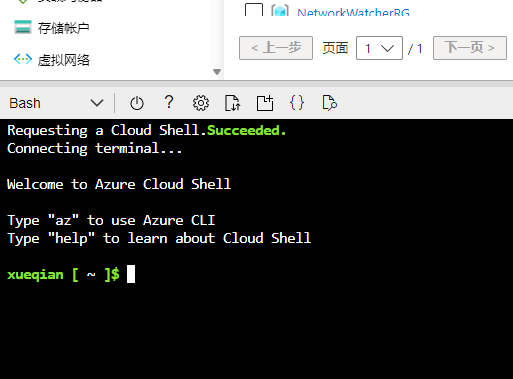 NetworkWatcherRG
存储帐户
虚拟网络
< 上一步 页面 1 / 1 下一页 >
Bash
Requesting a Cloud Shell.Succeeded.
Connecting terminal...
Welcome to Azure Cloud Shell
Type "az" to use Azure CLI
Type "help" to learn about Cloud Shell
xueqian [ ~ ]$